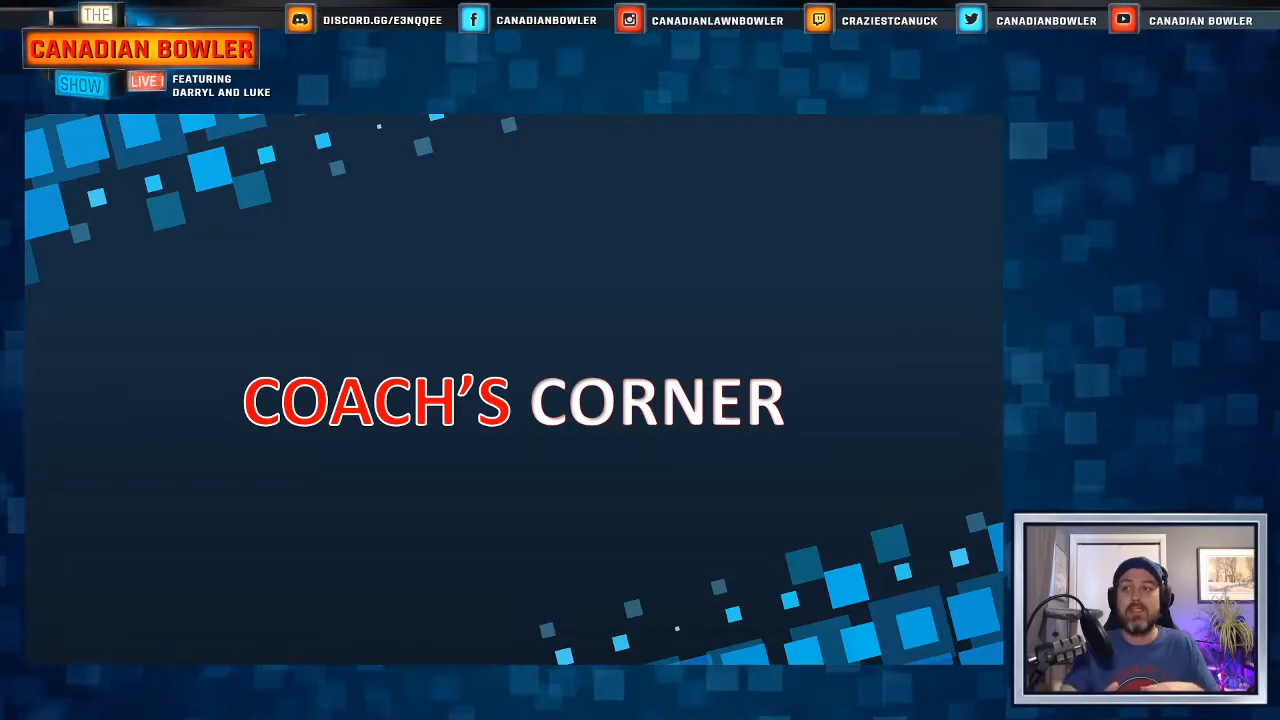 THE
CANADIAN BOWLER
SHOW
LIVE!
FEATURING
DARRYL AND LUKE
DISCORD.GG/E3NQQEE
CANADIANBOWLER
CANADIANLAWNBOWLER
CRAZIESTCANUCK
CANADIANBOWLER
CANADIAN BOWLER
COACH'S CORNER